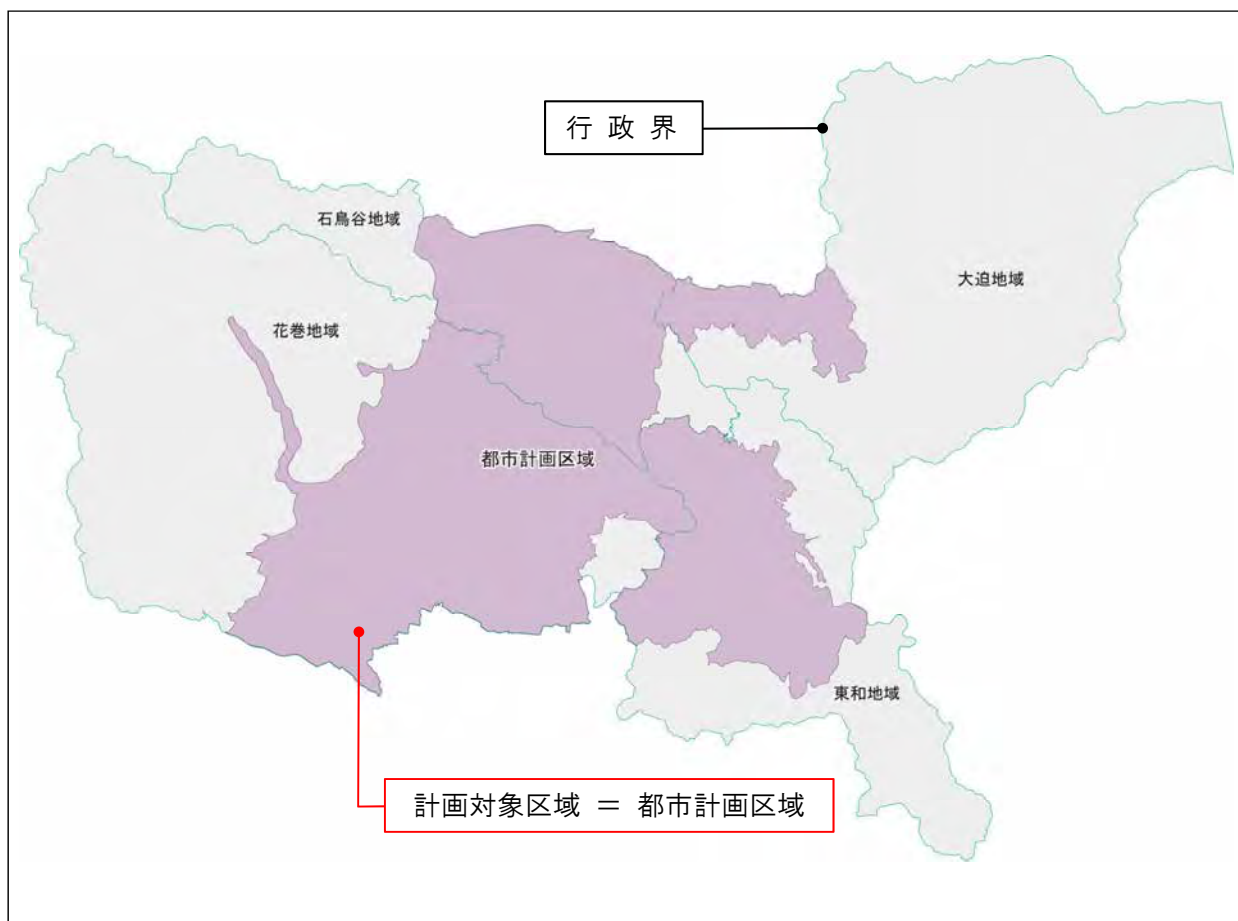 行政界
石鳥谷地域
大迫地域
花巻地域
都市計画区域
東和地域
計画対象区域 ＝ 都市計画区域